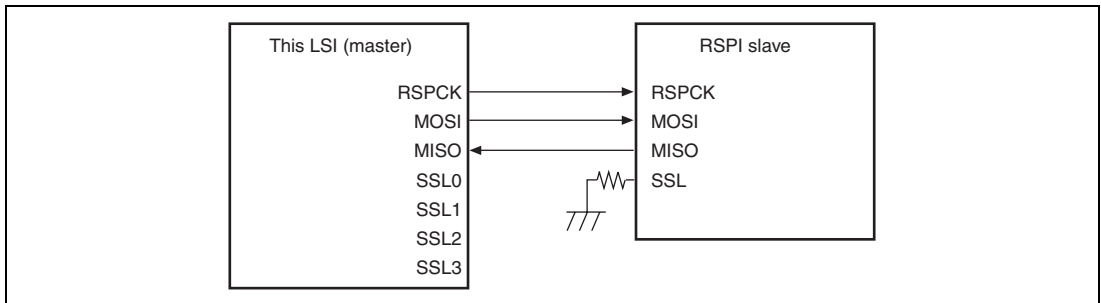 This LSI (master)
RSPCK
MOSI
MISO
SSL0
SSL1
SSL2
SSL3
RSPI slave
RSPCK
MOSI
MISO
SSL